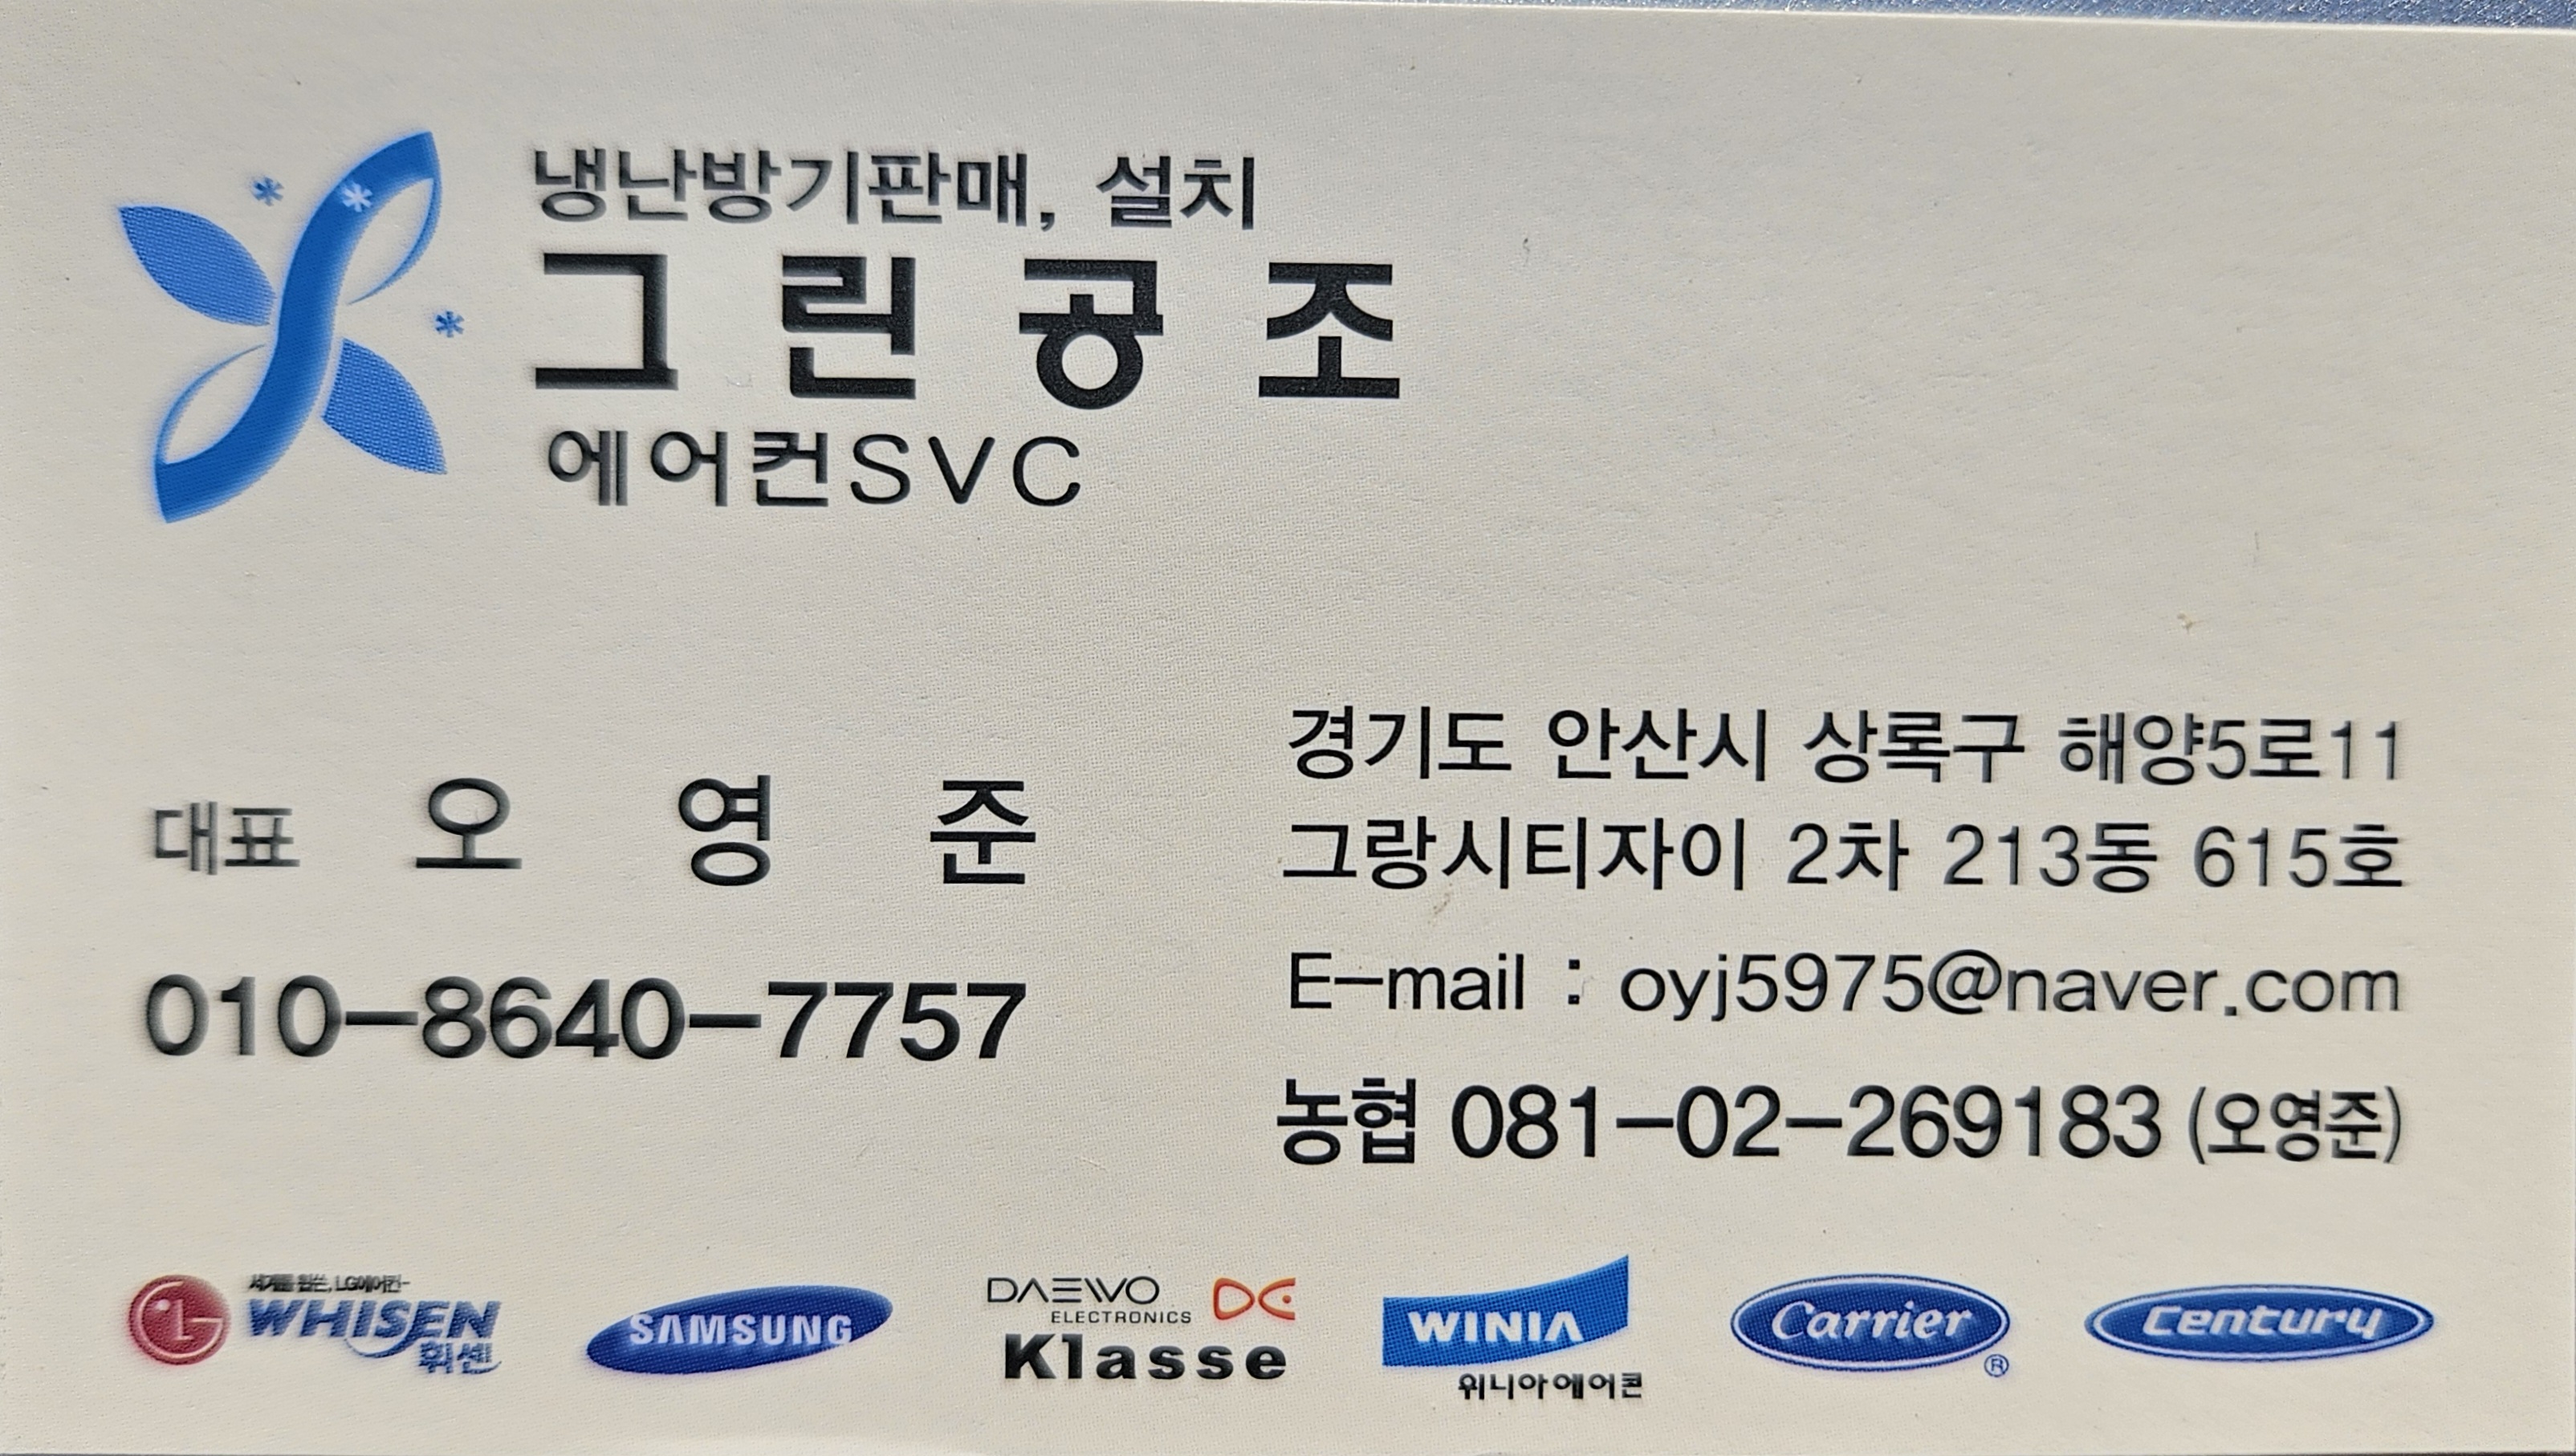 냉난방기판매, 설치
그린공조
에어컨SVC
대표 오영준
010-8640-7757
경기도 안산시 상록구 해양5로11
그랑시티자이 2차 213동 615호
E-mail : oyj5975@naver.com
농협 081-02-269183 (오영준)
LG
WHISEN
휘센
SAMSUNG
DAEWOO
ELECTRONICS
Klasse
WINIA
위니아에어콘
Carrier
®
Century